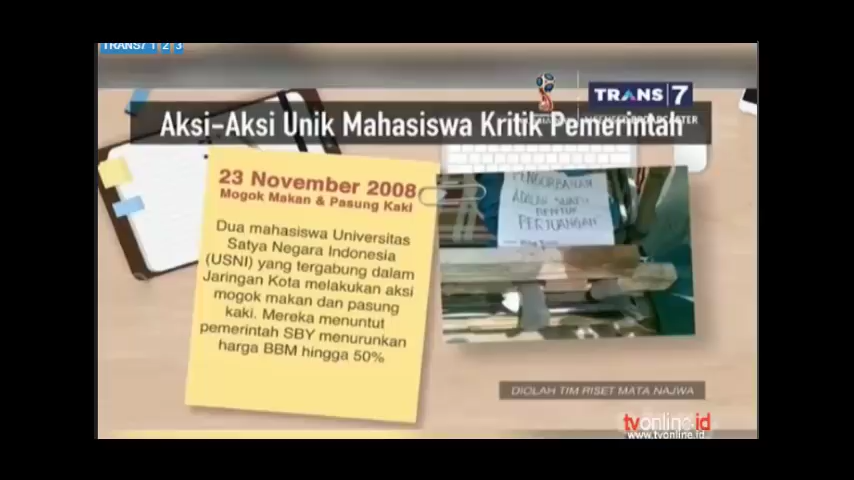 TRANS7 1 2 3
TRANS 7
Aksi-Aksi Unik Mahasiswa Kritik Pemerintah
23 November 2008
Mogok Makan & Pasung Kaki
Dua mahasiswa Universitas
Satya Negara Indonesia
(USNI) yang tergabung dalam
Jaringan Kota melakukan aksi
mogok makan dan pasung
kaki. Mereka menuntut
pemerintah SBY menurunkan
harga BBM hingga 50%
PENGORBANAN
ADALAH SUATU
BENTUK
PERJUANGAN
DIOLAH TIM RISET MATA NAJWA
tvonline.id
www.tvonline.id